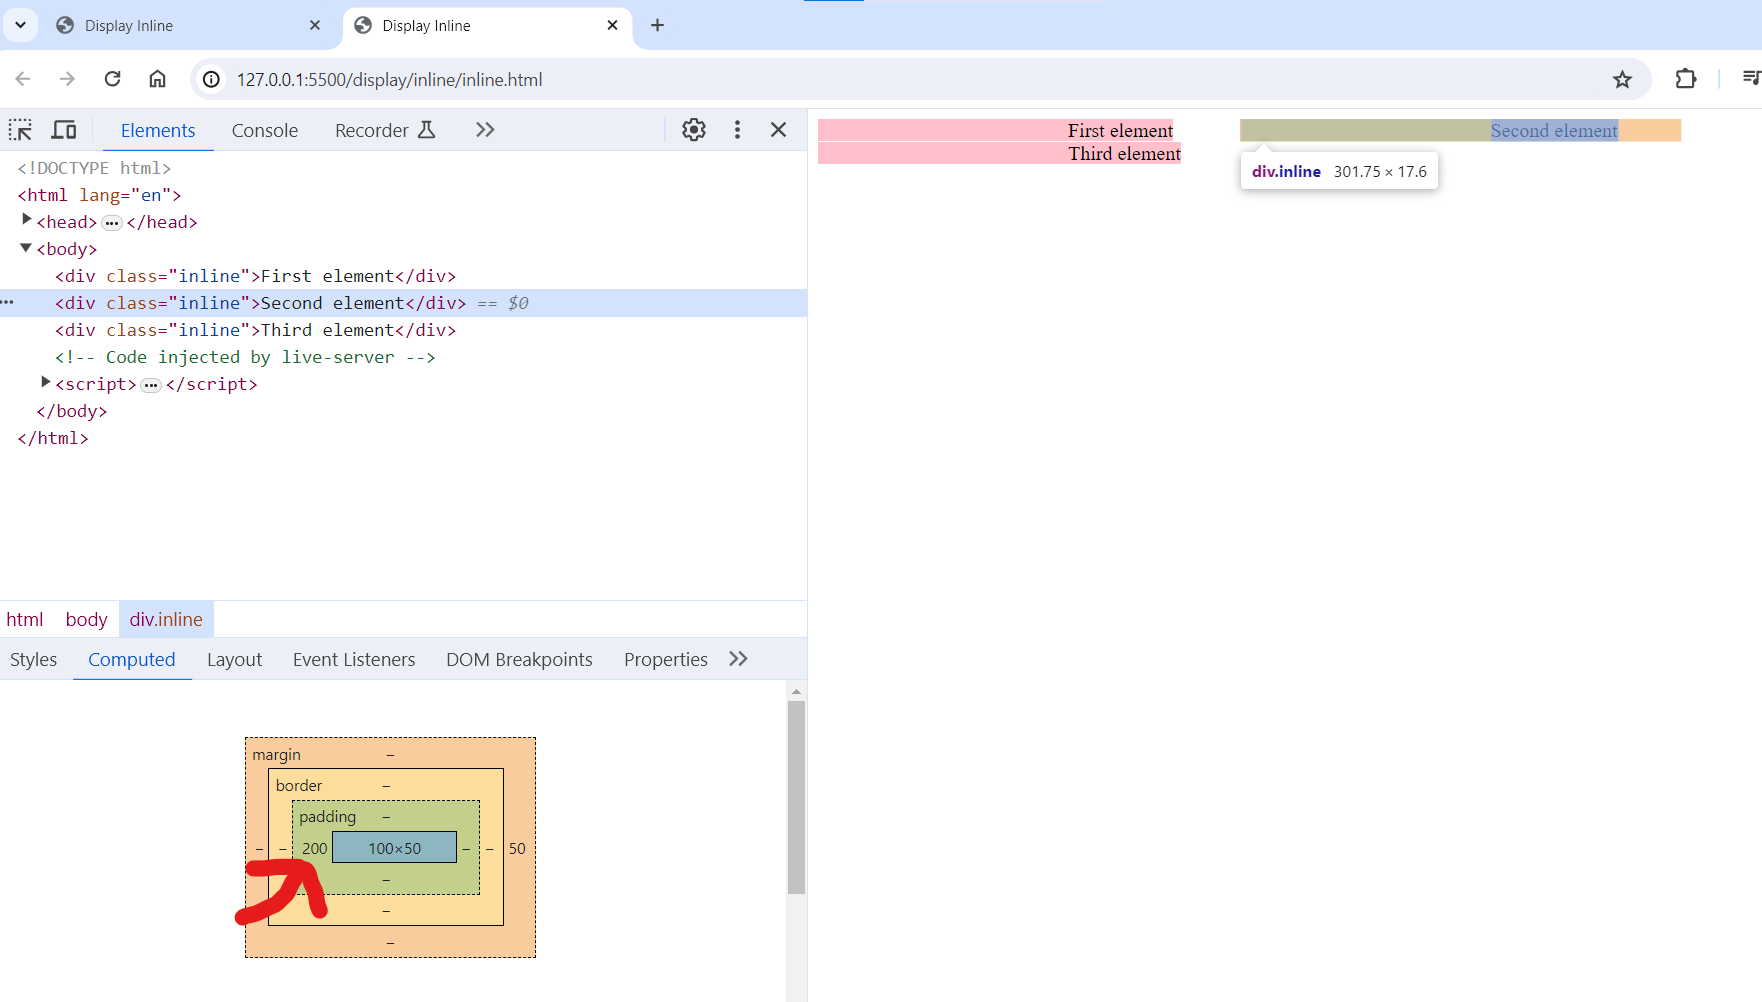 Display Inline
Display Inline
127.0.0.1:5500/display/inline/inline.html
Elements Console Recorder
<!DOCTYPE html>
<html lang="en">
<head> … </head>
<body>
<div class="inline">First element</div>
<div class="inline">Second element</div> == $0
<div class="inline">Third element</div>
<!-- Code injected by live-server -->
<script> … </script>
</body>
</html>
html body div.inline
Styles Computed Layout Event Listeners DOM Breakpoints Properties
margin –
border –
padding –
– – 200 100×50 – – 50
–
–
–
First element Second element
Third element
div.inline 301.75 × 17.6